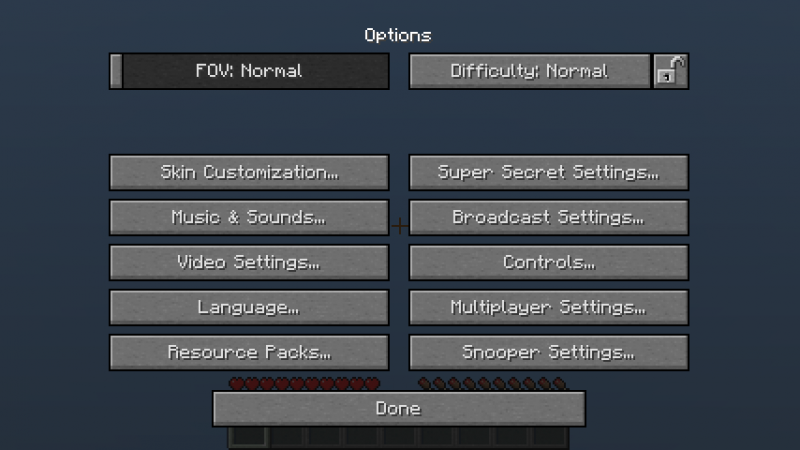 Options
FOV: Normal
Difficulty: Normal
Skin Customization...
Super Secret Settings...
Music & Sounds...
Broadcast Settings...
Video Settings...
Controls...
Language...
Multiplayer Settings...
Resource Packs...
Snooper Settings...
Done